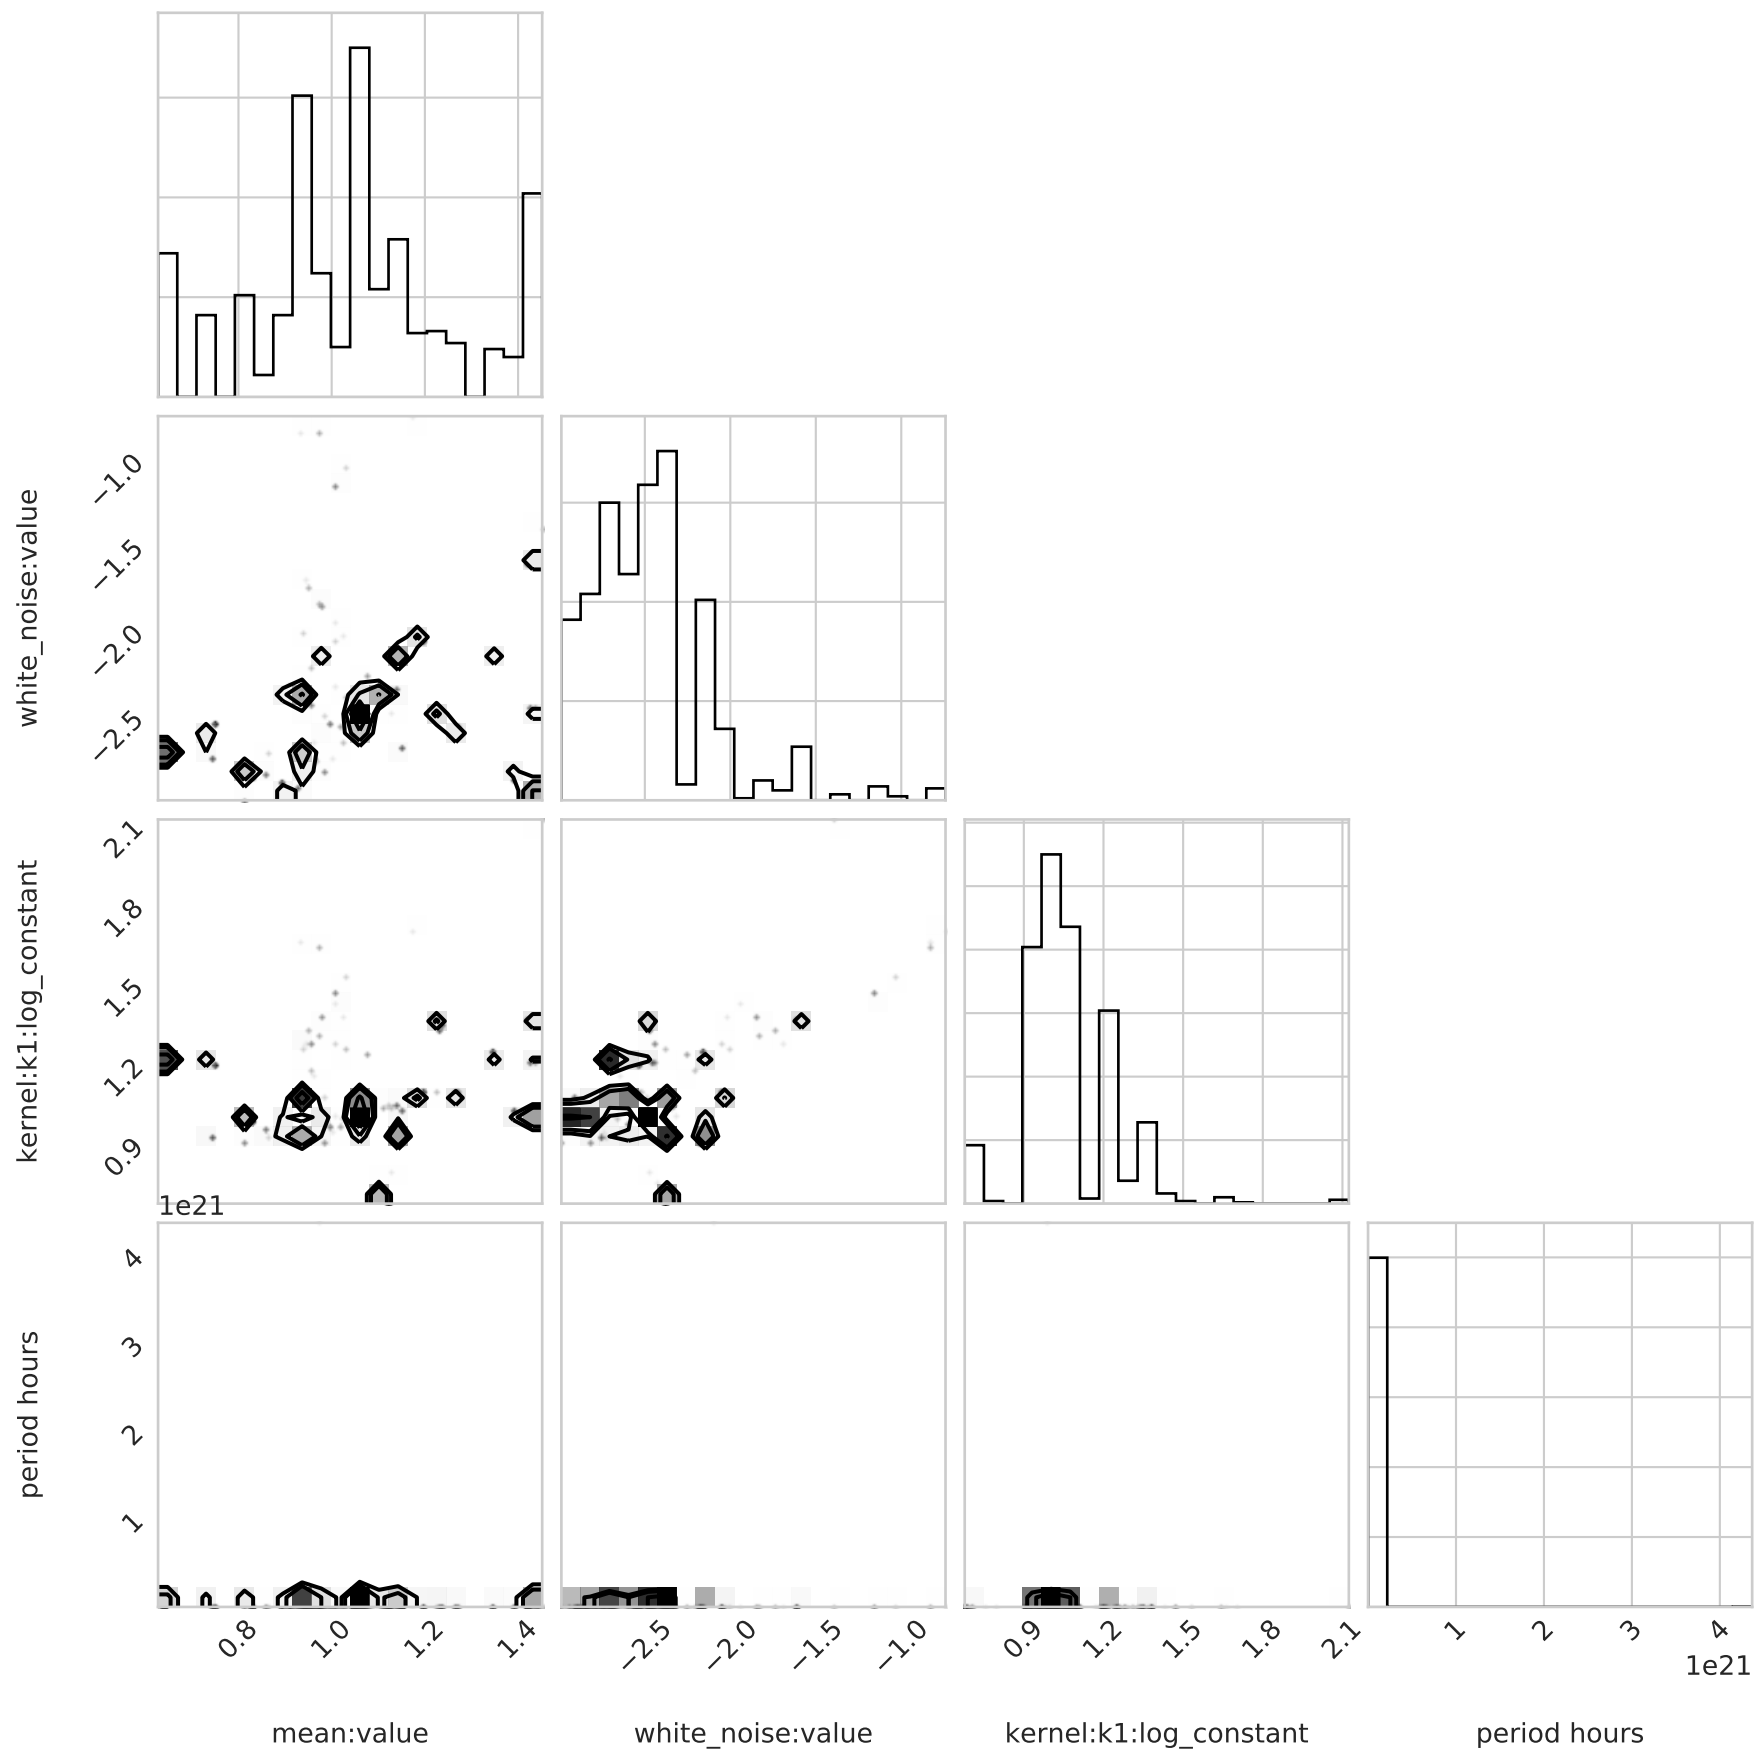 white_noise:value
−1.0
−1.5
−2.0
−2.5
kernel:k1:log_constant
2.1
1.8
1.5
1.2
0.9
1e21
period hours
4
3
2
1
0.8 1.0 1.2 1.4
−2.5 −2.0 −1.5 −1.0
0.9 1.2 1.5 1.8 2.1
1 2 3 4
1e21
mean:value white_noise:value kernel:k1:log_constant period hours